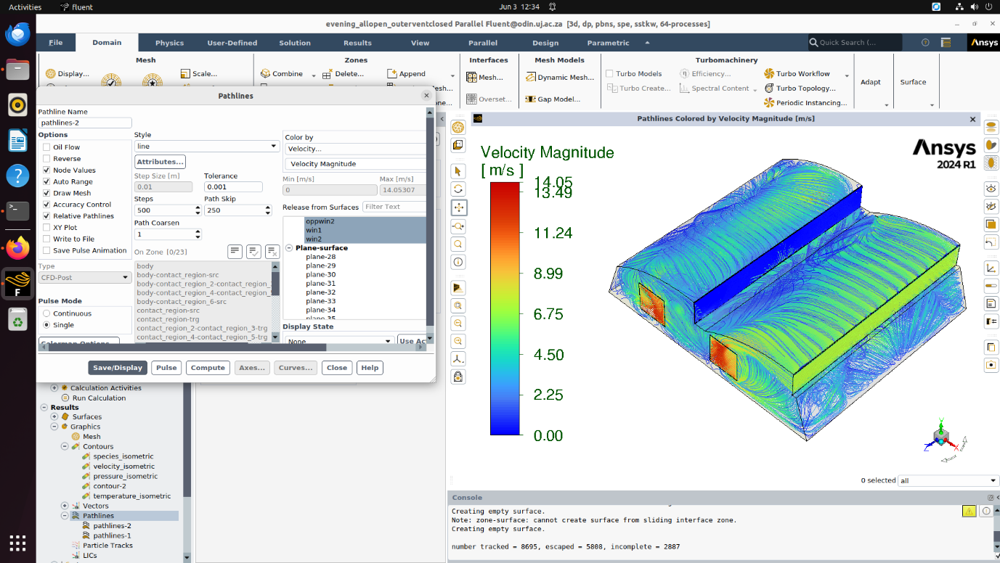 Activities
fluent
Jun 3 12:34
evening_allopen_outerventclosed Parallel Fluent@odin.uj.ac.za [3d, dp, pbns, spe, sstkw, 64-processes]
File
Domain
Physics
User-Defined
Solution
Results
View
Parallel
Design
Parametric
Quick Search (...
Ansys
Mesh
Zones
Interfaces
Mesh Models
Turbomachinery
Display...
Scale...
Combine
Delete...
Append
Mesh...
Dynamic Mesh...
Turbo Models
Efficiency...
Turbo Workflow
Adapt
Surface
Turbo Create...
Spectral Content
Turbo Topology...
Overset...
Gap Model...
Periodic Instancing...
Pathlines
Pathline Name
pathlines-2
Options
Oil Flow
Reverse
Node Values
Auto Range
Draw Mesh
Accuracy Control
Relative Pathlines
XY Plot
Write to File
Save Pulse Animation
Type
CFD-Post
Pulse Mode
Continuous
Single
Colormap Options...
Style
line
Attributes...
Step Size [m]
Tolerance
0.01
0.001
Steps
Path Skip
500
250
Path Coarsen
1
On Zone [0/23]
body
body-contact_region-src
body-contact_region_2-contact_region_
body-contact_region_4-contact_region_
body-contact_region_6-src
contact_region-src
contact_region-trg
contact_region_2-contact_region_3-trg
contact_region_4-contact_region_5-trg
Color by
Velocity...
Velocity Magnitude
Min [m/s]
Max [m/s]
0
14.05307
Release from Surfaces
Filter Text
oppwin2
win1
win2
Plane-surface
plane-28
plane-29
plane-30
plane-31
plane-32
plane-33
plane-34
plane-35
Display State
None
Use Ac
Save/Display
Pulse
Compute
Axes...
Curves...
Close
Help
Calculation Activities
Run Calculation
Results
Surfaces
Graphics
Mesh
Contours
species_isometric
velocity_isometric
pressure_isometric
contour-2
temperature_isometric
Vectors
Pathlines
pathlines-2
pathlines-1
Particle Tracks
LICs
Pathlines Colored by Velocity Magnitude [m/s]
Velocity Magnitude
[ m/s ]
14.05
13.49
11.24
8.99
6.75
4.50
2.25
0.00
Ansys
2024 R1
Y
Z
X
0 selected
all
Console
Creating empty surface.
Note: zone-surface: cannot create surface from sliding interface zone.
Creating empty surface.
number tracked = 8695, escaped = 5808, incomplete = 2887